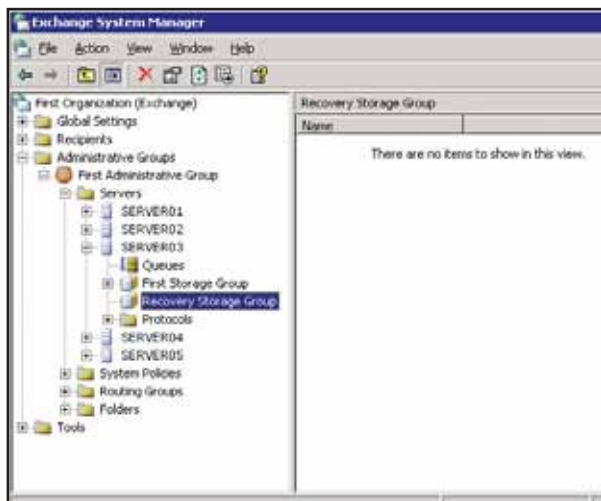 Exchange System Manager
File Action View Window Help
First Organization (Exchange)
Global Settings
Recipients
Administrative Groups
First Administrative Group
Servers
SERVER01
SERVER02
SERVER03
Queues
First Storage Group
Recovery Storage Group
Protocols
SERVER04
SERVER05
System Policies
Routing Groups
Folders
Tools
Recovery Storage Group
Name
There are no items to show in this view.